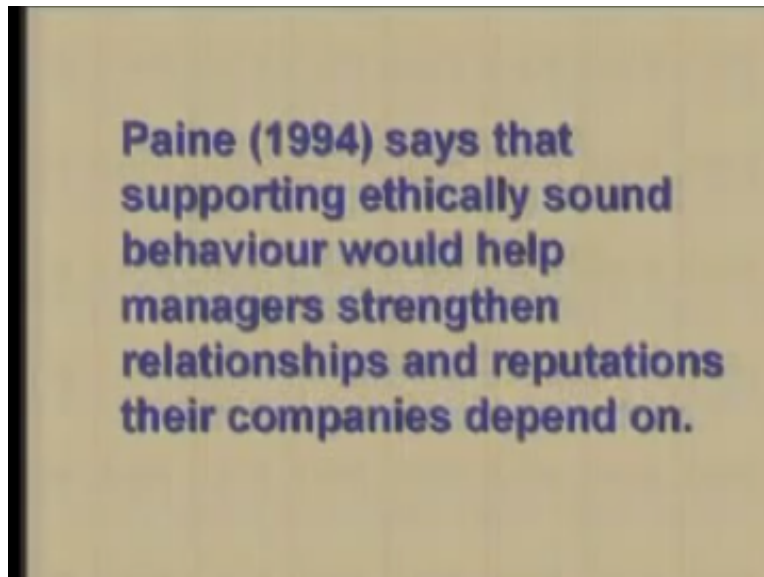 Paine (1994) says that
supporting ethically sound
behaviour would help
managers strengthen
relationships and reputations
their companies depend on.